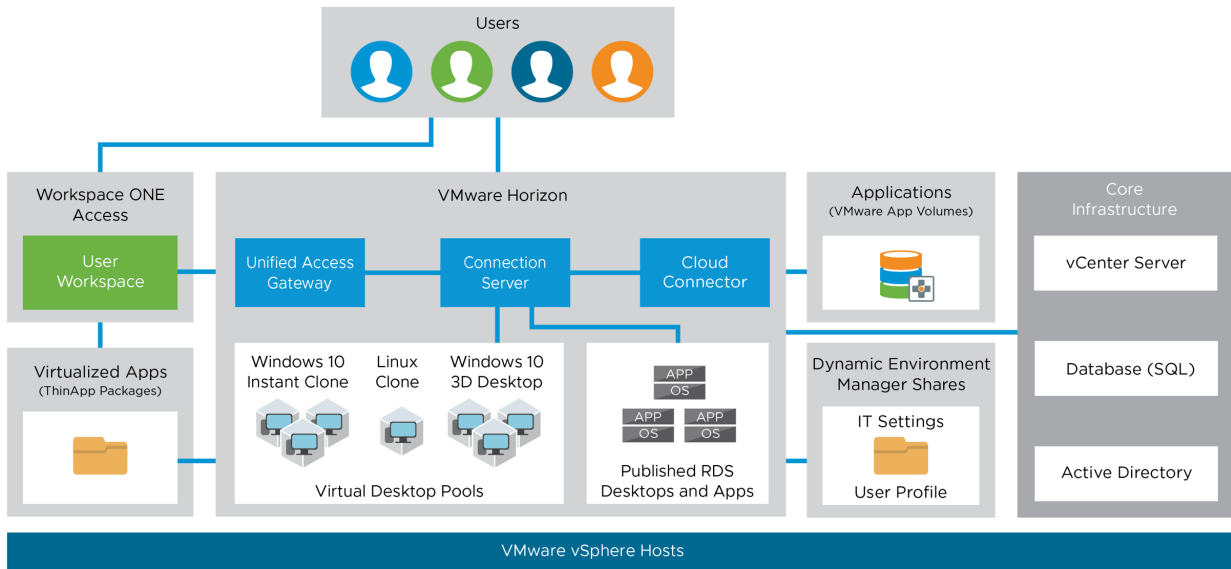 Users
Workspace ONE
Access
User
Workspace
Virtualized Apps
(ThinApp Packages)
VMware Horizon
Unified Access
Gateway
Connection
Server
Cloud
Connector
Windows 10
Instant Clone
Linux
Clone
Windows 10
3D Desktop
Virtual Desktop Pools
APP
OS
APP
OS
APP
OS
Published RDS
Desktops and Apps
Applications
(VMware App Volumes)
Dynamic Environment
Manager Shares
IT Settings
User Profile
Core
Infrastructure
vCenter Server
Database (SQL)
Active Directory
VMware vSphere Hosts